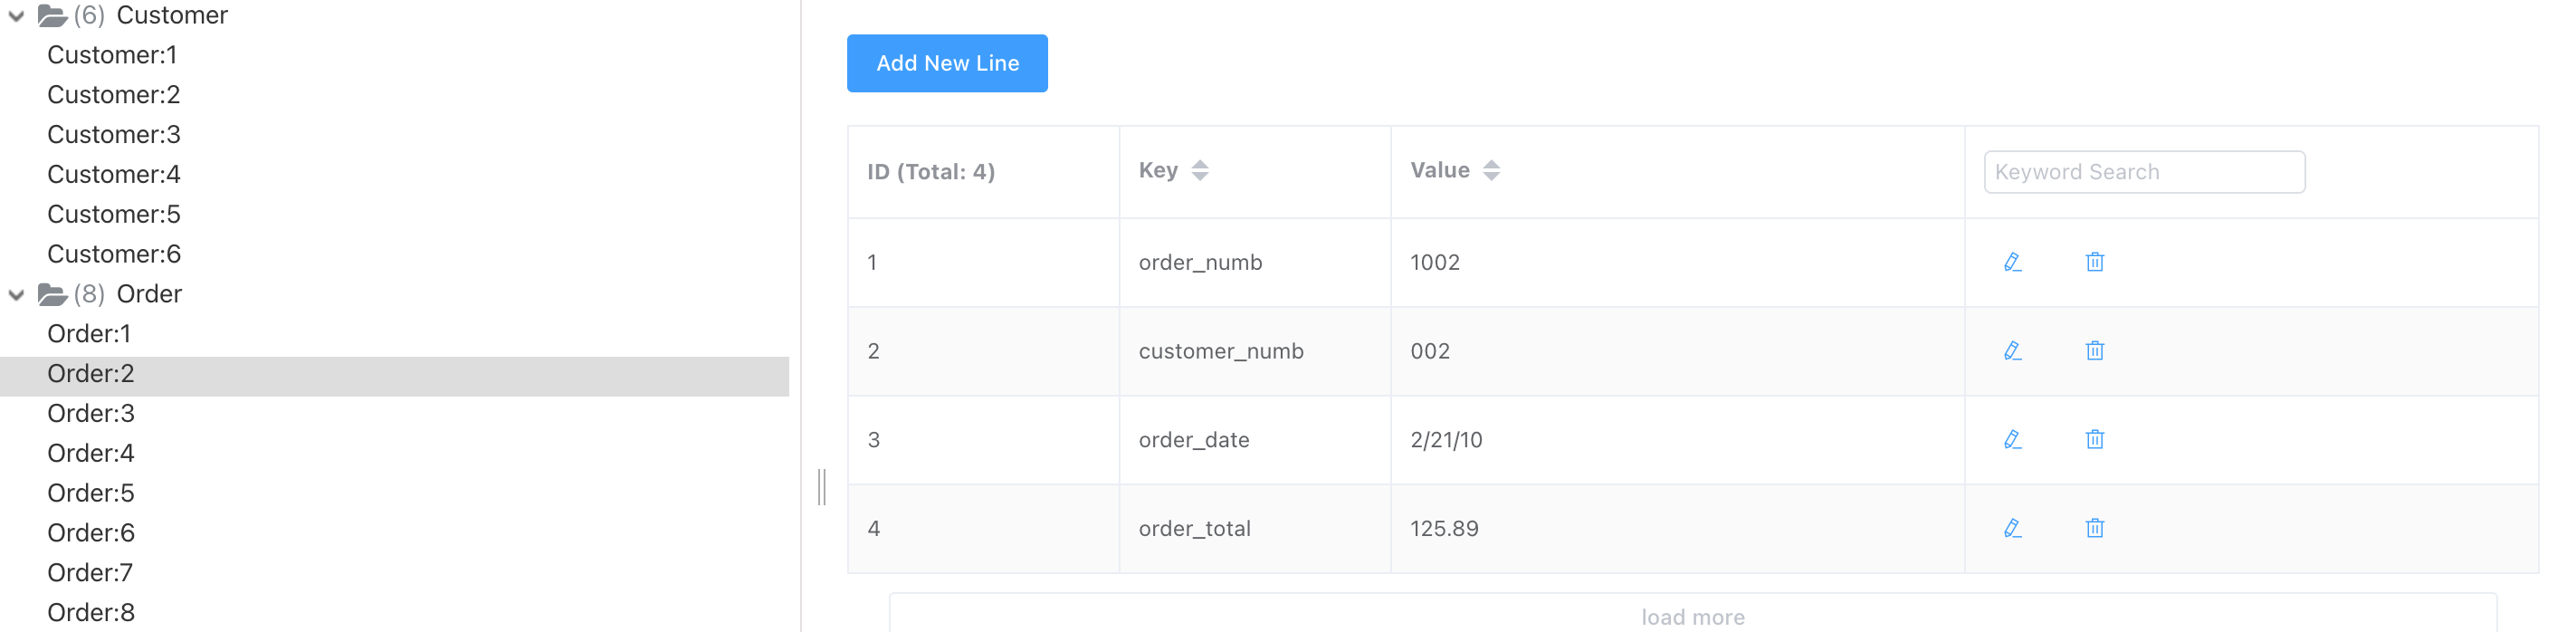 (6) Customer
Customer:1
Customer:2
Customer:3
Customer:4
Customer:5
Customer:6
(8) Order
Order:1
Order:2
Order:3
Order:4
Order:5
Order:6
Order:7
Order:8
Add New Line
ID (Total: 4) Key Value Keyword Search
1 order_numb 1002
2 customer_numb 002
3 order_date 2/21/10
4 order_total 125.89
load more